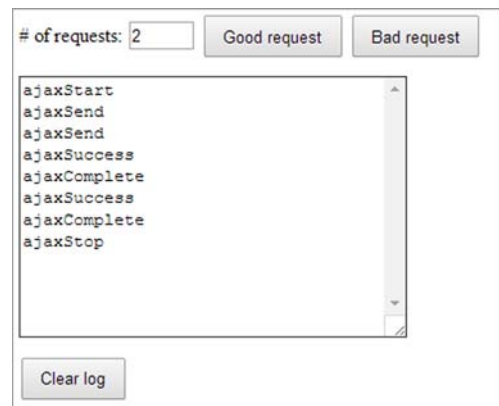 # of requests: 2 Good request Bad request
ajaxStart
ajaxSend
ajaxSend
ajaxSuccess
ajaxComplete
ajaxSuccess
ajaxComplete
ajaxStop
Clear log